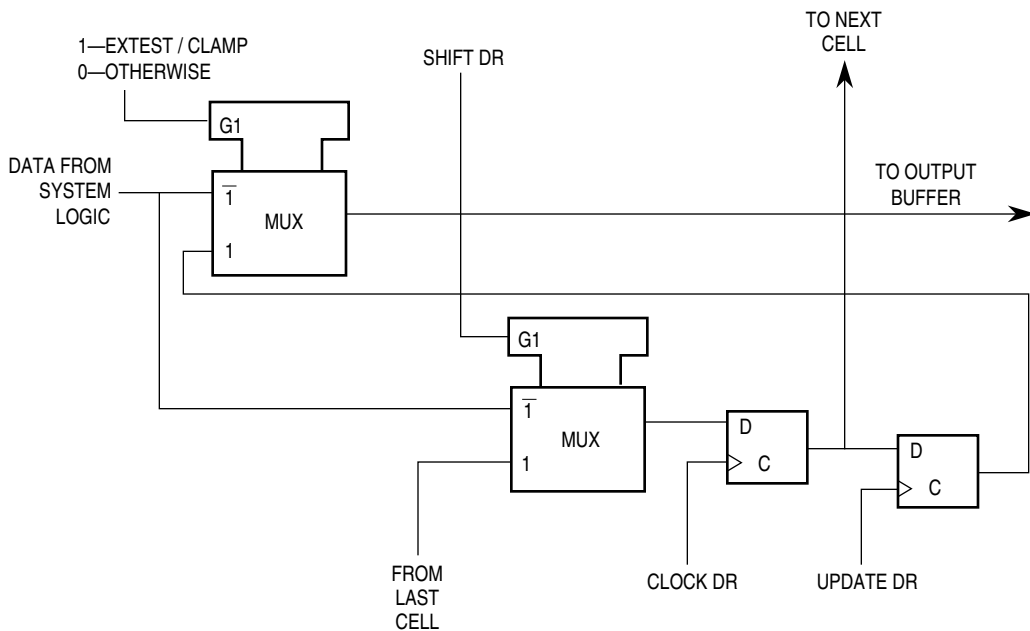 TO NEXT
CELL
1—EXTEST / CLAMP
0—OTHERWISE
SHIFT DR
G1
DATA FROM
SYSTEM
LOGIC
1̅
MUX
1
TO OUTPUT
BUFFER
G1
1̅
MUX
1
D
C
D
C
FROM
LAST
CELL
CLOCK DR
UPDATE DR